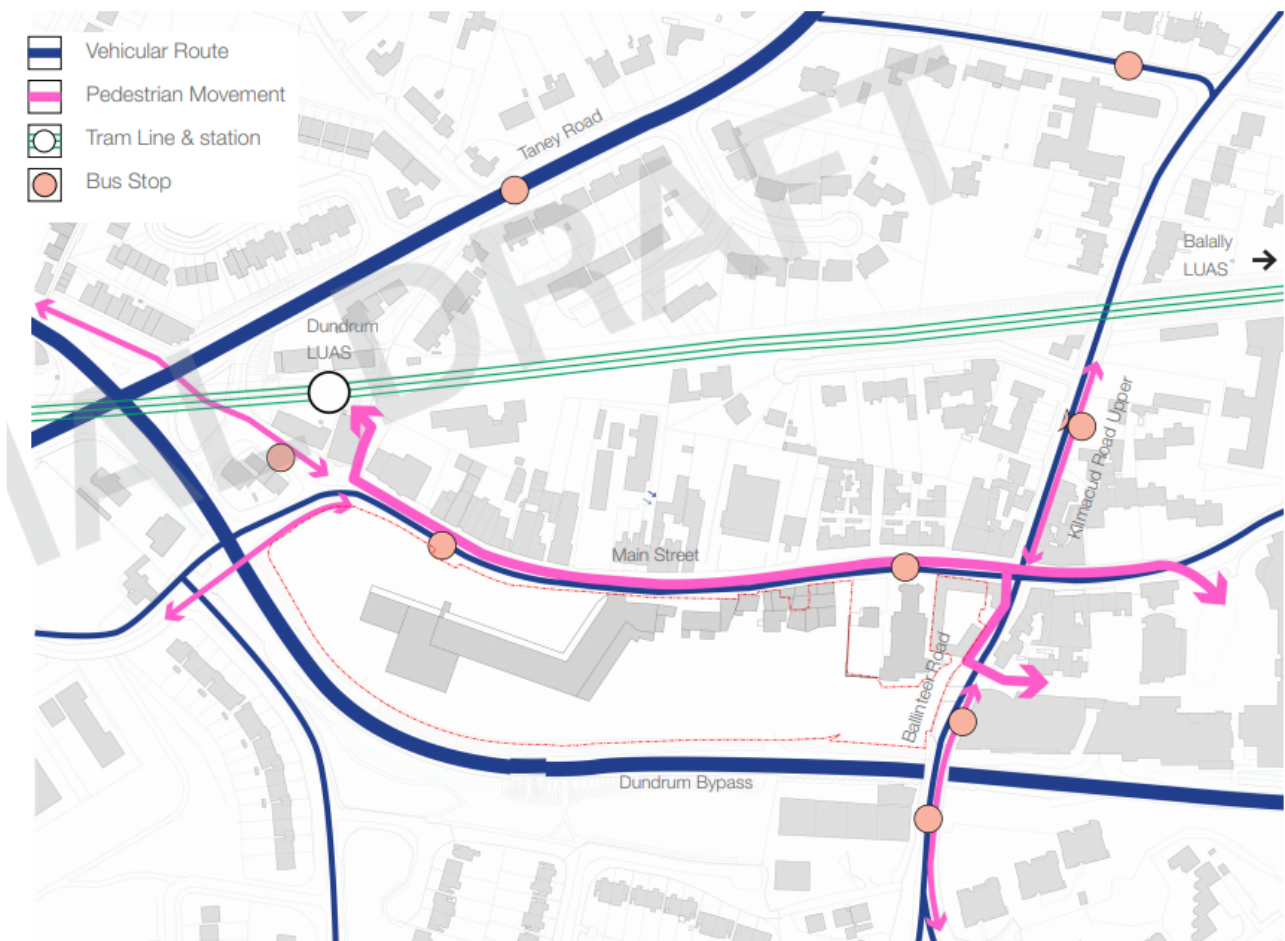 Vehicular Route
Pedestrian Movement
Tram Line & station
Bus Stop
Taney Road
Balally
LUAS
Dundrum
LUAS
Kilmacud Road Upper
Main Street
Ballinteer Road
Dundrum Bypass
DRAFT